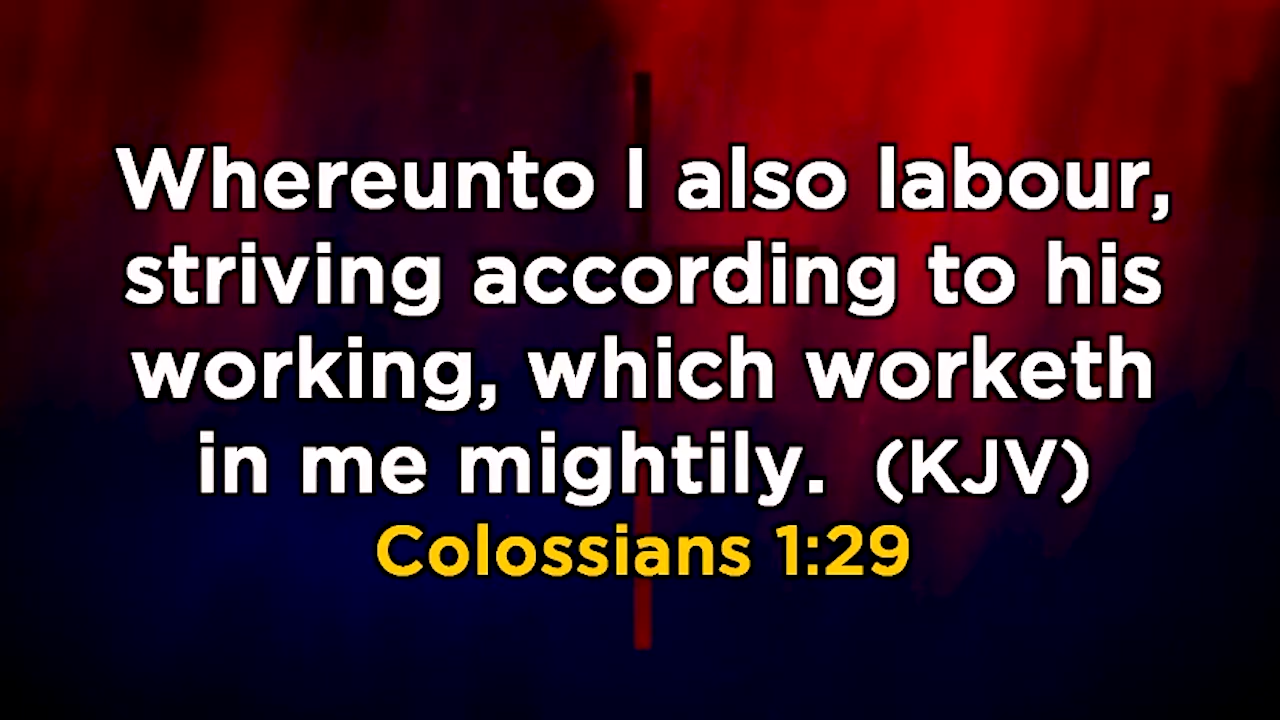 Whereunto I also labour,
striving according to his
working, which worketh
in me mightily. (KJV)
Colossians 1:29